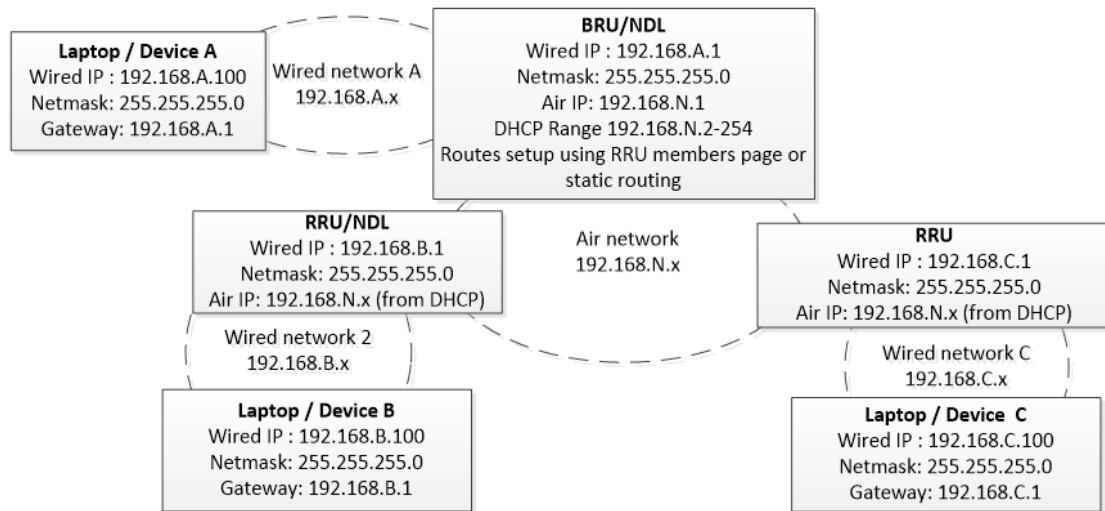 Laptop / Device A
Wired IP : 192.168.A.100
Netmask: 255.255.255.0
Gateway: 192.168.A.1
Wired network A
192.168.A.x
BRU/NDL
Wired IP : 192.168.A.1
Netmask: 255.255.255.0
Air IP: 192.168.N.1
DHCP Range 192.168.N.2-254
Routes setup using RRU members page or
static routing
RRU/NDL
Wired IP : 192.168.B.1
Netmask: 255.255.255.0
Air IP: 192.168.N.x (from DHCP)
Air network
192.168.N.x
RRU
Wired IP : 192.168.C.1
Netmask: 255.255.255.0
Air IP: 192.168.N.x (from DHCP)
Wired network 2
192.168.B.x
Wired network C
192.168.C.x
Laptop / Device B
Wired IP : 192.168.B.100
Netmask: 255.255.255.0
Gateway: 192.168.B.1
Laptop / Device  C
Wired IP : 192.168.C.100
Netmask: 255.255.255.0
Gateway: 192.168.C.1